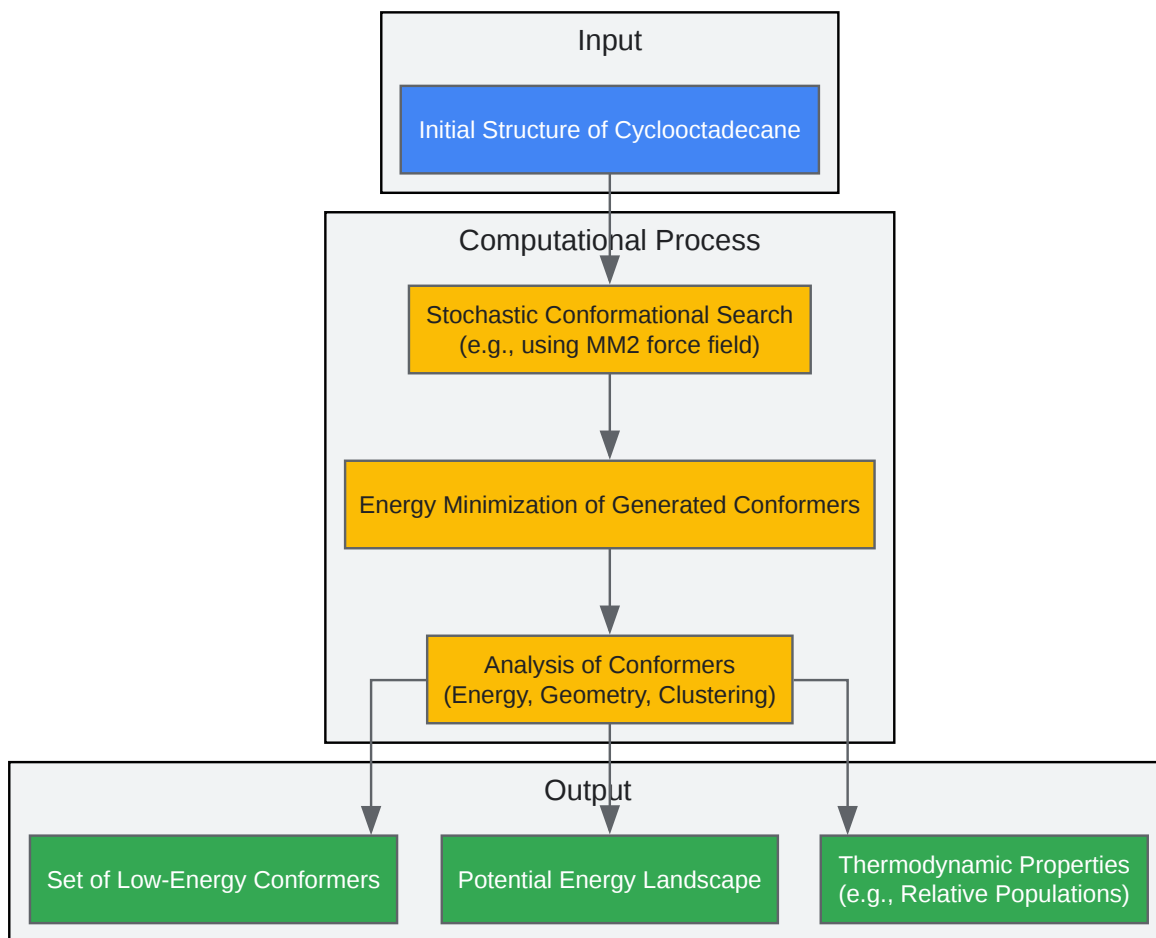 Input
Initial Structure of Cyclooctadecane
Computational Process
Stochastic Conformational Search
(e.g., using MM2 force field)
Energy Minimization of Generated Conformers
Analysis of Conformers
(Energy, Geometry, Clustering)
Output
Set of Low-Energy Conformers
Potential Energy Landscape
Thermodynamic Properties
(e.g., Relative Populations)